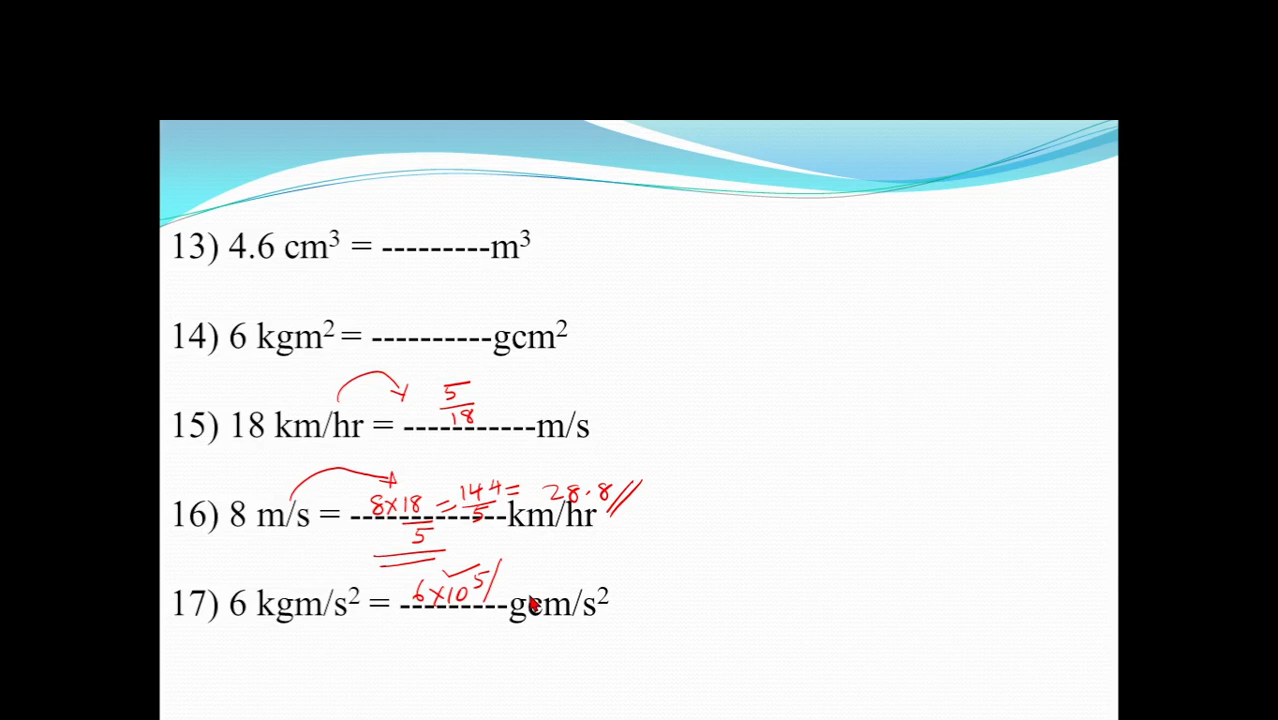 13) 4.6 cm³ = ---------m³
14) 6 kgm² = ----------gcm²
5/18
15) 18 km/hr = -----------m/s
8×18/5 = 144/5 = 28.8//
16) 8 m/s = -------------km/hr
6×10⁵/
17) 6 kgm/s² = ---------gcm/s²